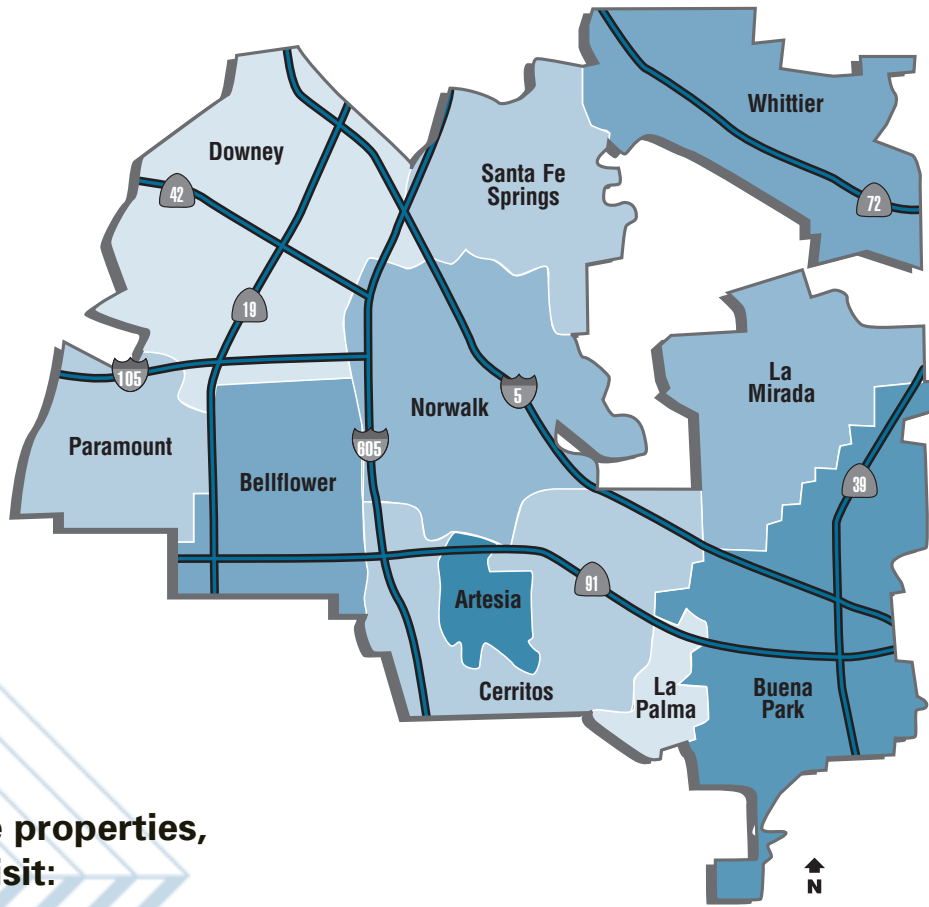 Whittier
Downey
Santa Fe
Springs
42
72
19
La
Mirada
105
5
Norwalk
Paramount
605
Bellflower
39
91
Artesia
Cerritos
La
Palma
Buena
Park
properties,
N